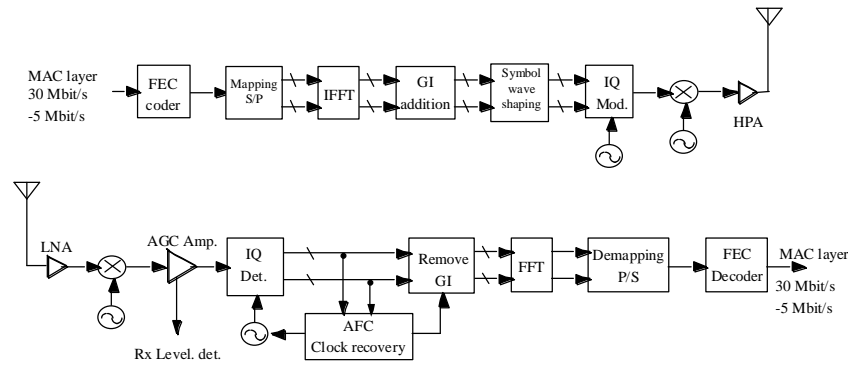 MAC layer
30 Mbit/s
-5 Mbit/s
FEC
coder
Mapping
S/P
IFFT
GI
addition
Symbol
wave
shaping
IQ
Mod.
HPA
LNA
AGC Amp.
Rx Level. det.
IQ
Det.
AFC
Clock recovery
Remove
GI
FFT
Demapping
P/S
FEC
Decoder
MAC layer
30 Mbit/s
-5 Mbit/s